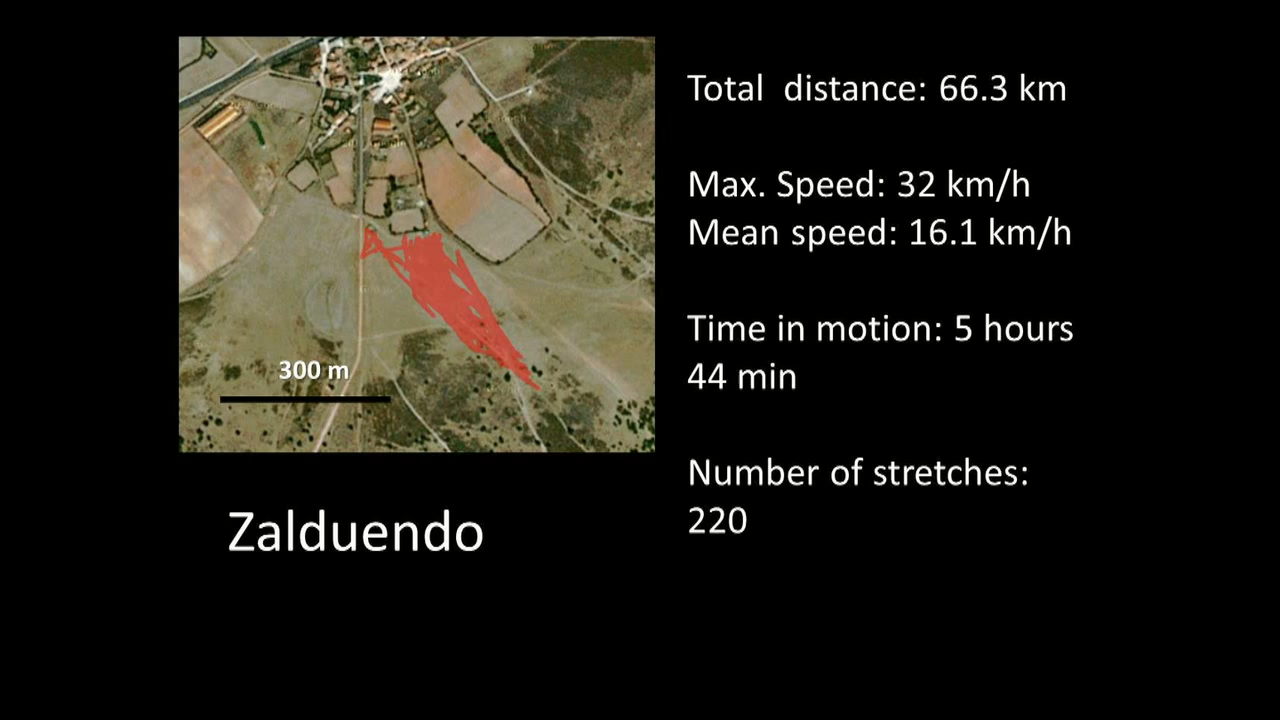 Total  distance: 66.3 km
Max. Speed: 32 km/h
Mean speed: 16.1 km/h
Time in motion: 5 hours
44 min
Number of stretches:
220
300 m
Zalduendo